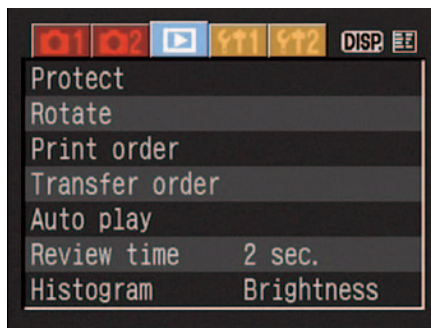 1 2 1 2 DISP.
Protect
Rotate
Print order
Transfer order
Auto play
Review time 2 sec.
Histogram Brightness